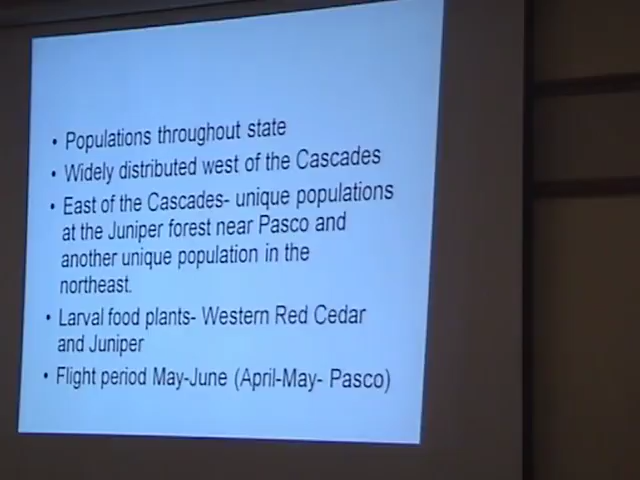 • Populations throughout state
• Widely distributed west of the Cascades
• East of the Cascades- unique populations
at the Juniper forest near Pasco and
another unique population in the
northeast.
• Larval food plants- Western Red Cedar
and Juniper
• Flight period May-June (April-May- Pasco)